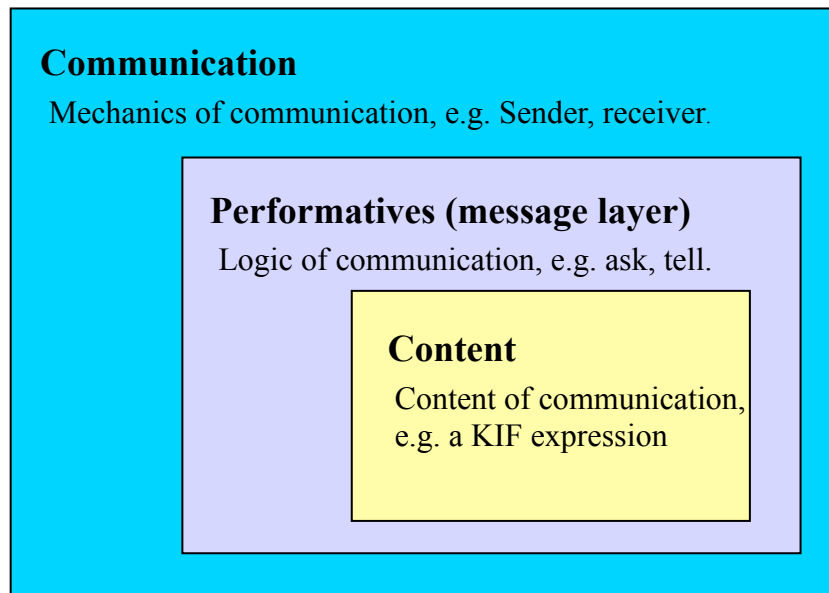 Communication
Mechanics of communication, e.g. Sender, receiver.
Performatives (message layer)
Logic of communication, e.g. ask, tell.
Content
Content of communication,
e.g. a KIF expression